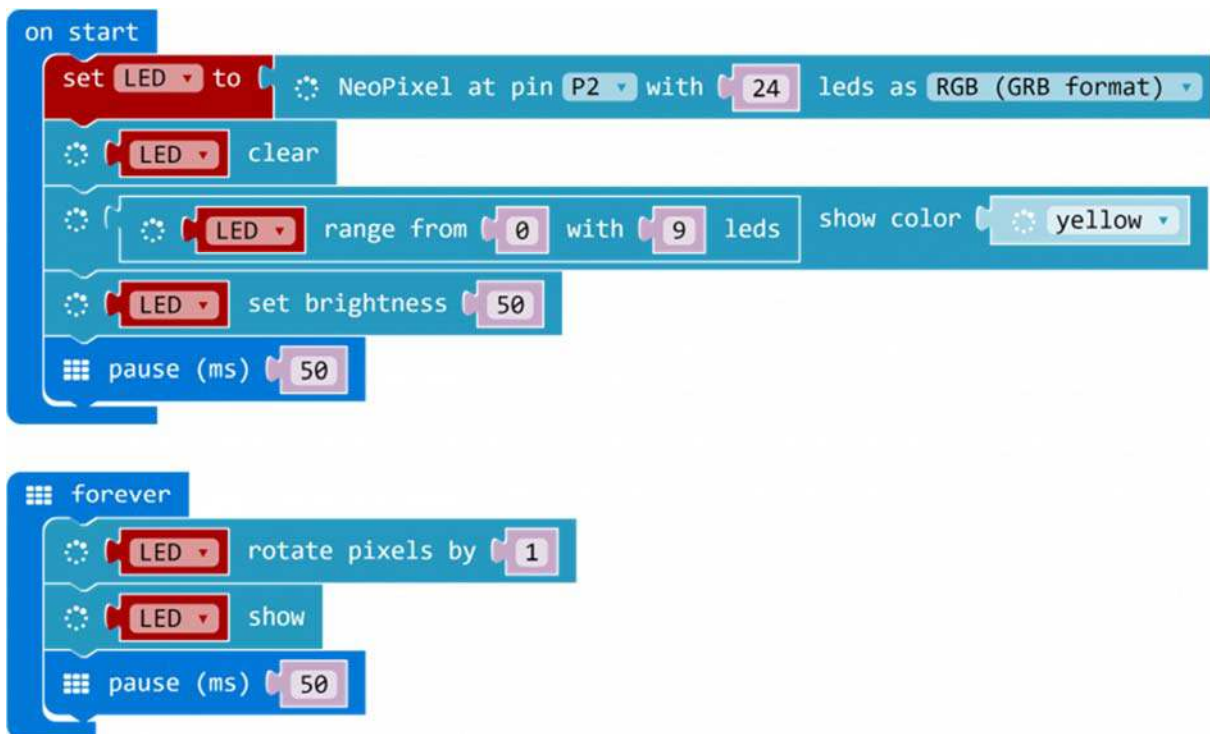 on start
set LED to NeoPixel at pin P2 with 24 leds as RGB (GRB format)
LED clear
LED range from 0 with 9 leds show color yellow
LED set brightness 50
pause (ms) 50
forever
LED rotate pixels by 1
LED show
pause (ms) 50